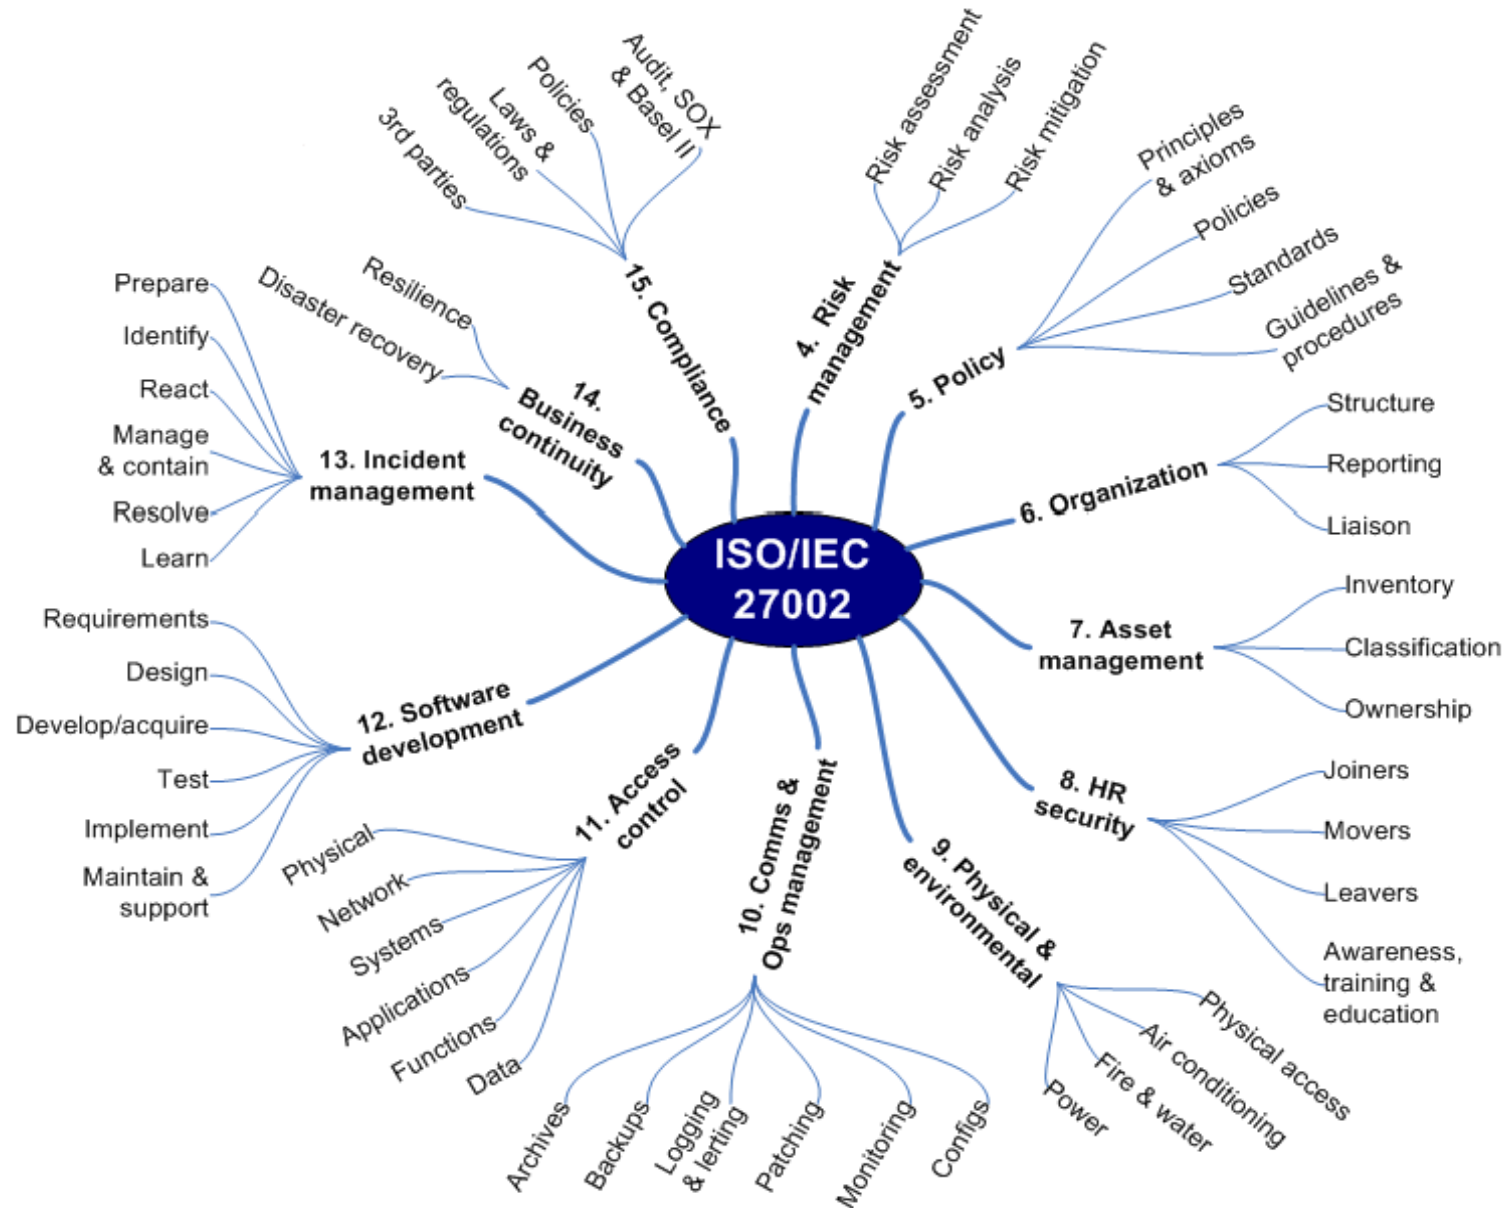 ISO/IEC
27002
4. Risk
management
Risk assessment
Risk analysis
Risk mitigation
5. Policy
Principles
& axioms
Policies
Standards
Guidelines &
procedures
6. Organization
Structure
Reporting
Liaison
7. Asset
management
Inventory
Classification
Ownership
8. HR
security
Joiners
Movers
Leavers
Awareness,
training &
education
9. Physical &
environmental
Physical access
Air conditioning
Fire & water
Power
10. Comms &
Ops management
Configs
Monitoring
Patching
Logging
& lerting
Backups
Archives
11. Access
control
Physical
Network
Systems
Applications
Functions
Data
12. Software
development
Requirements
Design
Develop/acquire
Test
Implement
Maintain &
support
13. Incident
management
Prepare
Identify
React
Manage
& contain
Resolve
Learn
14.
Business
continuity
Resilience
Disaster recovery
15. Compliance
3rd parties
Laws &
regulations
Policies
Audit, SOX
& Basel II